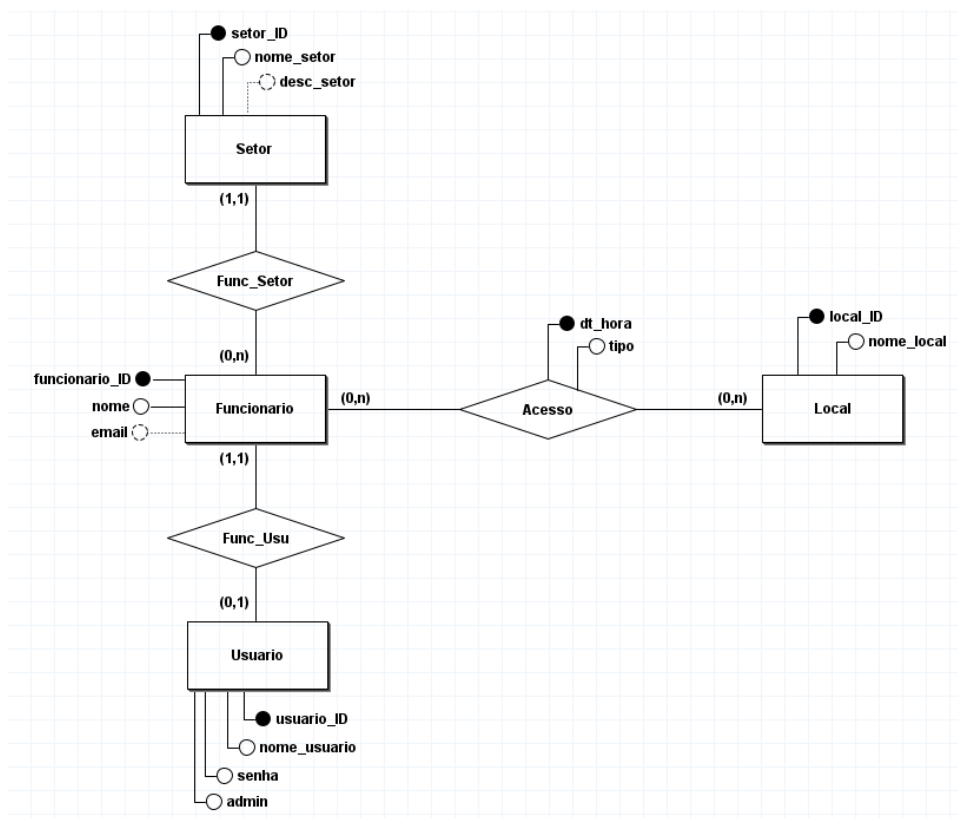 setor_ID
nome_setor
desc_setor
Setor
(1,1)
Func_Setor
(0,n)
dt_hora
tipo
local_ID
nome_local
funcionario_ID
nome
email
Funcionario
(0,n)
Acesso
(0,n)
Local
(1,1)
Func_Usu
(0,1)
Usuario
usuario_ID
nome_usuario
senha
admin